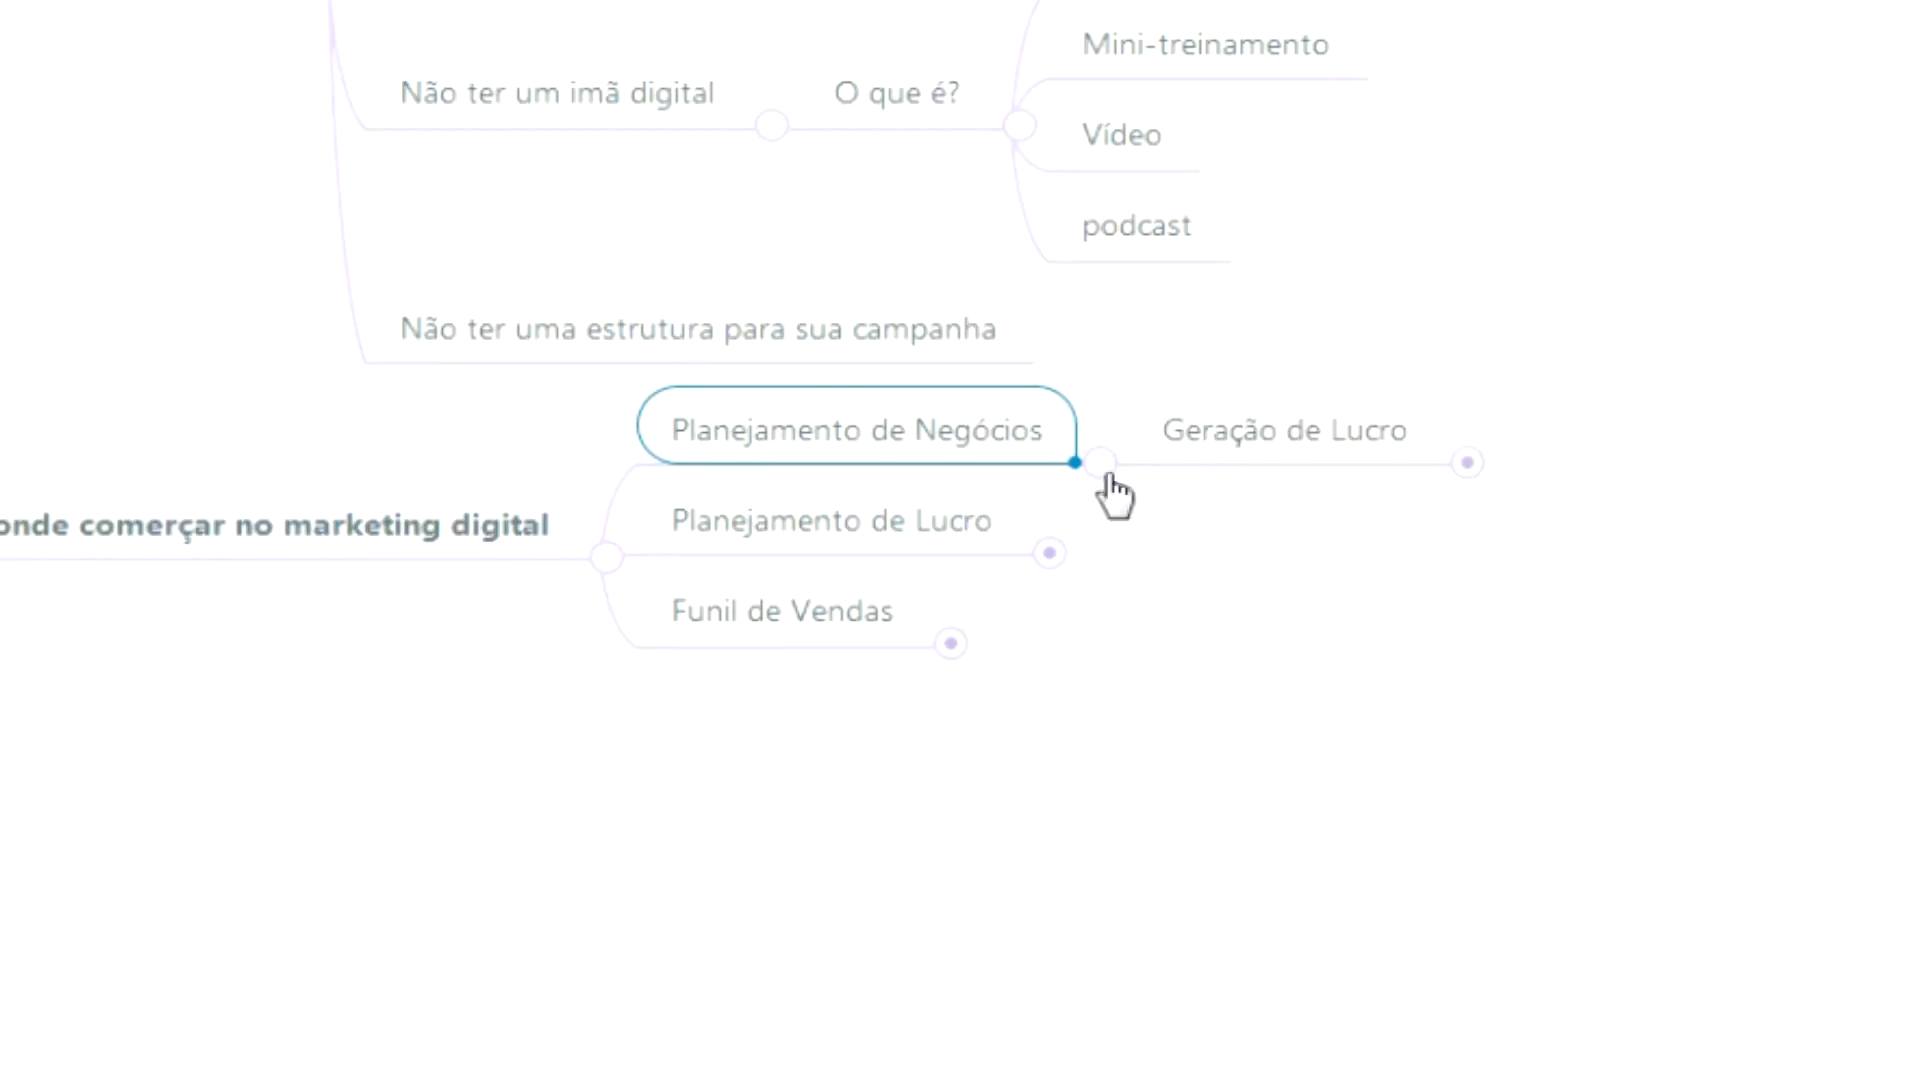 Mini-treinamento
Não ter um imã digital
O que é?
Vídeo
podcast
Não ter uma estrutura para sua campanha
Planejamento de Negócios
Geração de Lucro
onde comerçar no marketing digital
Planejamento de Lucro
Funil de Vendas